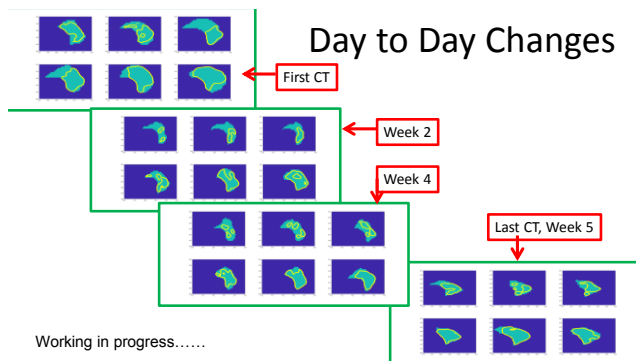 Day to Day Changes
First CT
Week 2
Week 4
Last CT, Week 5
Working in progress......